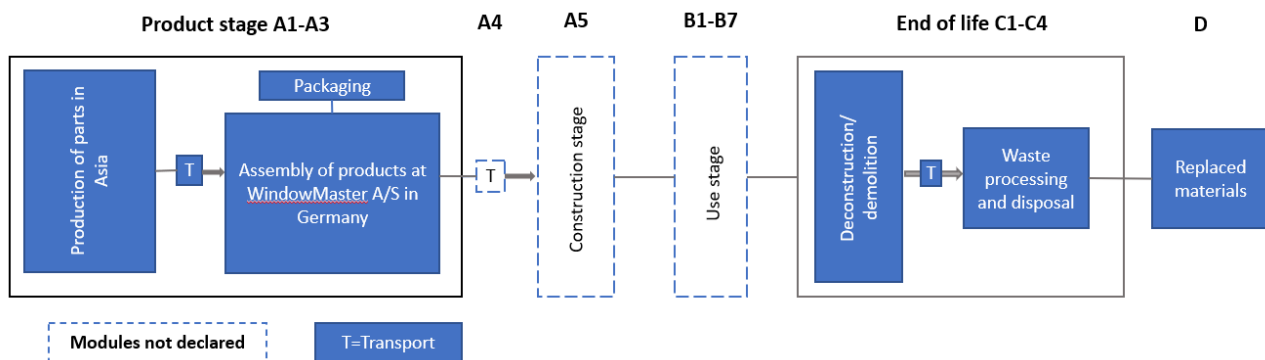 Product stage A1-A3
A4
A5
B1-B7
End of life C1-C4
D
Production of parts in
Asia
T
Packaging
Assembly of products at
WindowMaster A/S in
Germany
T
Construction stage
Use stage
Deconstruction/
demolition
T
Waste
processing
and disposal
Replaced
materials
Modules not declared
T=Transport